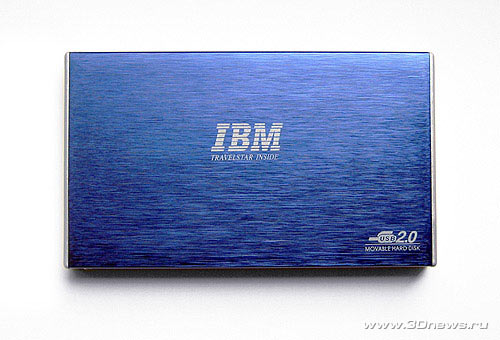 IBM
TRAVELSTAR INSIDE
USB 2.0
MOVABLE HARD DISK
www.3Dnews.ru